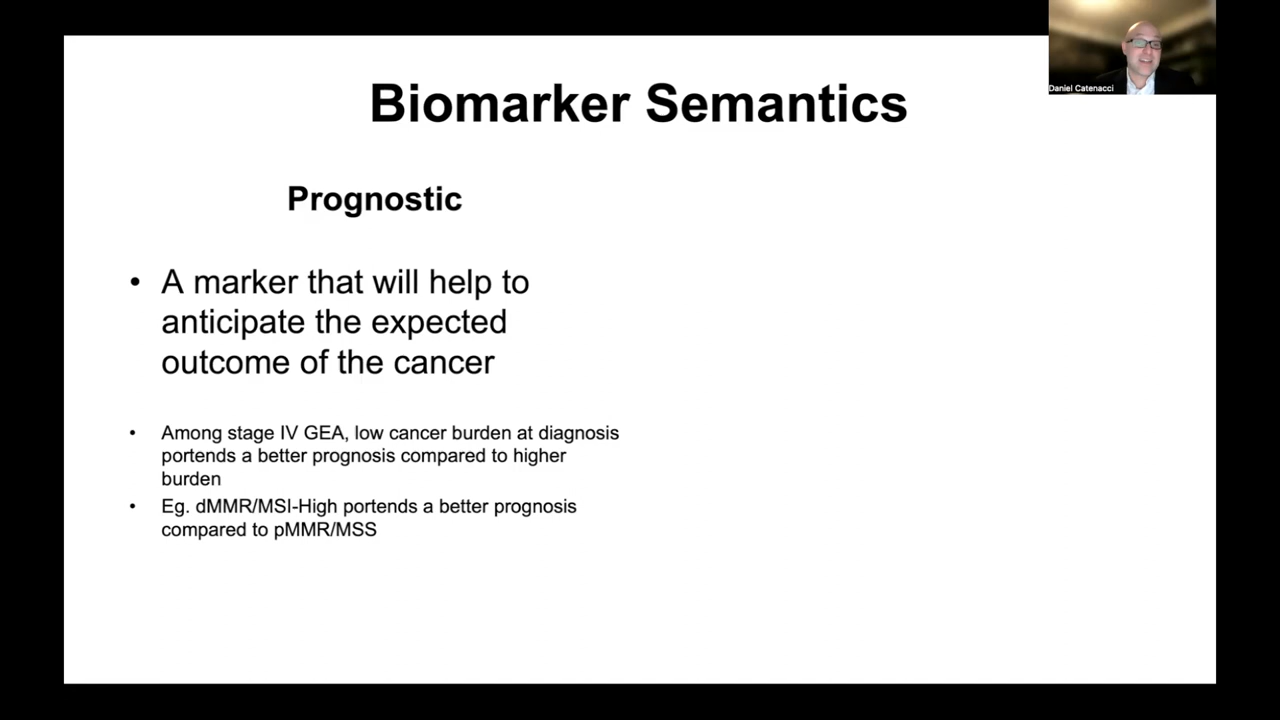 Biomarker Semantics
Daniel Catenacci
Prognostic
• A marker that will help to
anticipate the expected
outcome of the cancer
• Among stage IV GEA, low cancer burden at diagnosis
portends a better prognosis compared to higher
burden
• Eg. dMMR/MSI-High portends a better prognosis
compared to pMMR/MSS